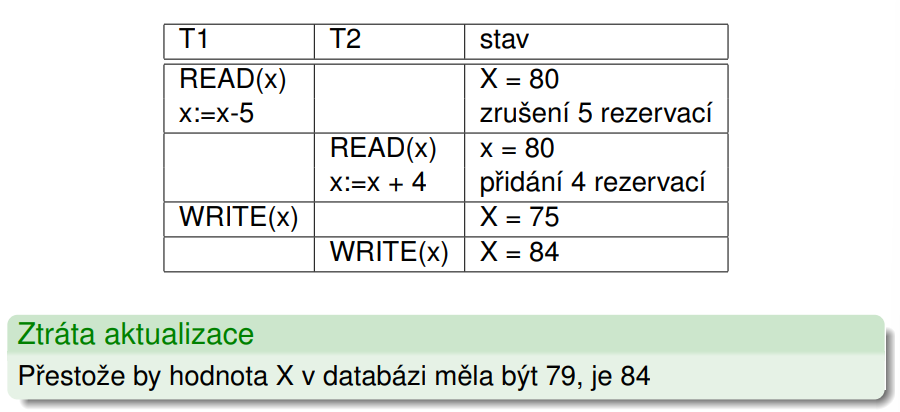 T1 T2 stav
READ(x) X = 80
x:=x-5 zrušení 5 rezervací
READ(x) x = 80
x:=x + 4 přidání 4 rezervací
WRITE(x) X = 75
WRITE(x) X = 84
Ztráta aktualizace
Přestože by hodnota X v databázi měla být 79, je 84